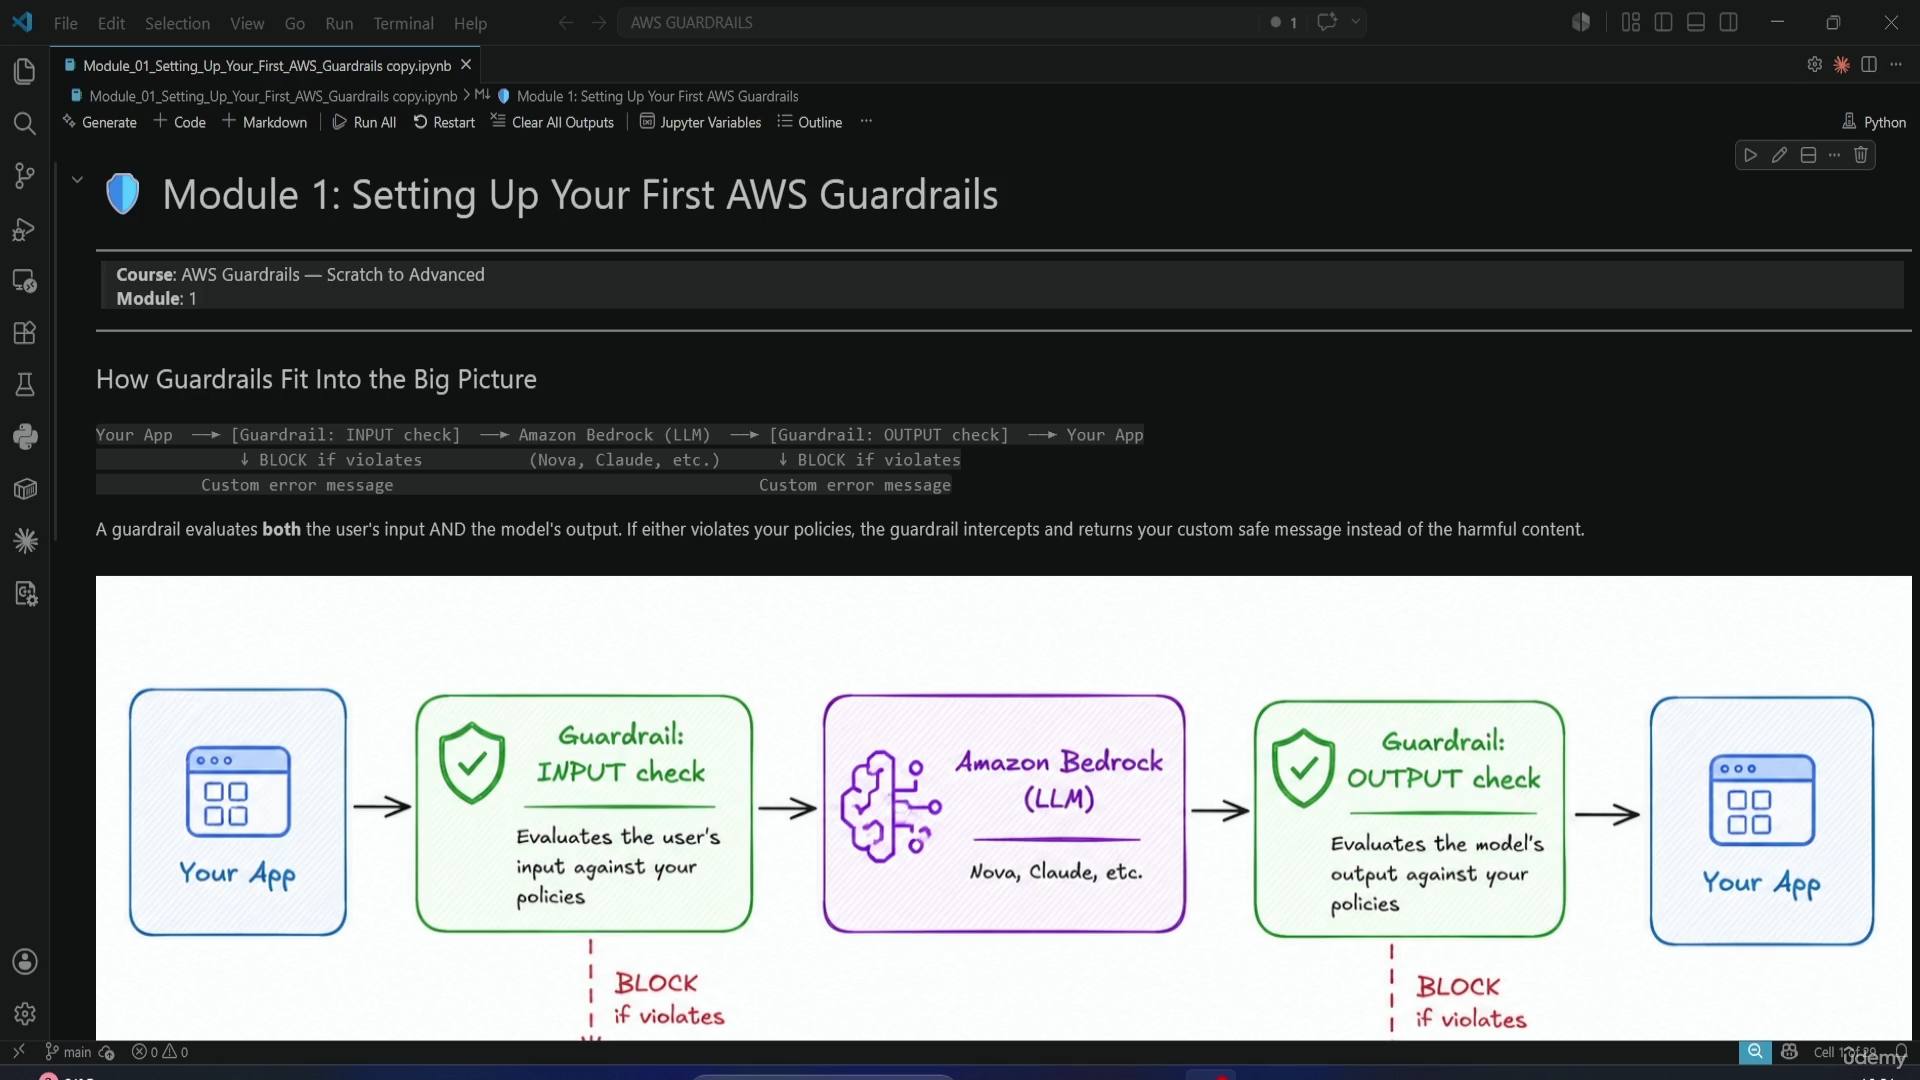 File Edit Selection View Go Run Terminal Help
AWS GUARDRAILS
1
Module_01_Setting_Up_Your_First_AWS_Guardrails copy.ipynb
Module_01_Setting_Up_Your_First_AWS_Guardrails copy.ipynb > M↓ Module 1: Setting Up Your First AWS Guardrails
Generate + Code + Markdown Run All Restart Clear All Outputs Jupyter Variables Outline ...
Python
Module 1: Setting Up Your First AWS Guardrails
Course: AWS Guardrails — Scratch to Advanced
Module: 1
How Guardrails Fit Into the Big Picture
Your App ──► [Guardrail: INPUT check] ──► Amazon Bedrock (LLM) ──► [Guardrail: OUTPUT check] ──► Your App
↓ BLOCK if violates (Nova, Claude, etc.) ↓ BLOCK if violates
Custom error message Custom error message
A guardrail evaluates both the user's input AND the model's output. If either violates your policies, the guardrail intercepts and returns your custom safe message instead of the harmful content.
Your App
Guardrail:
INPUT check
Evaluates the user's
input against your
policies
BLOCK
if violates
Amazon Bedrock
(LLM)
Nova, Claude, etc.
Guardrail:
OUTPUT check
Evaluates the model's
output against your
policies
BLOCK
if violates
Your App
main
0 0
Cell 1 of
udemy